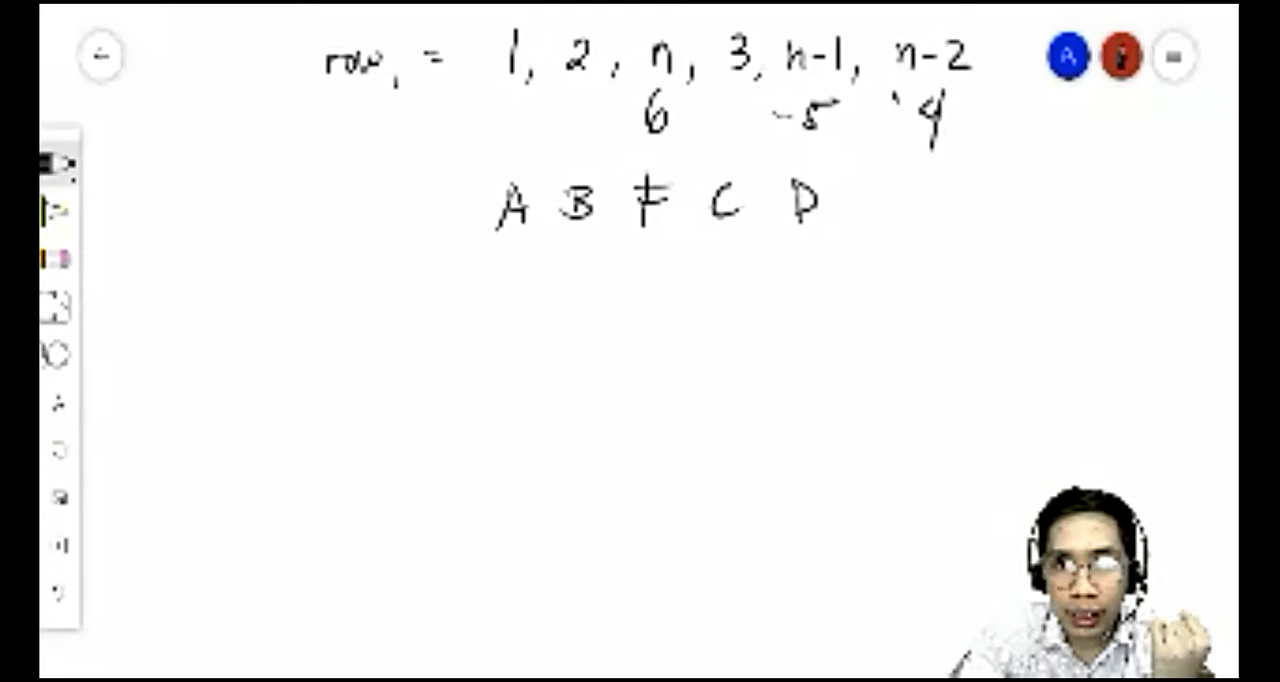 row₁ = 1, 2, n, 3, n-1, n-2
6 -5 4
A B F C D